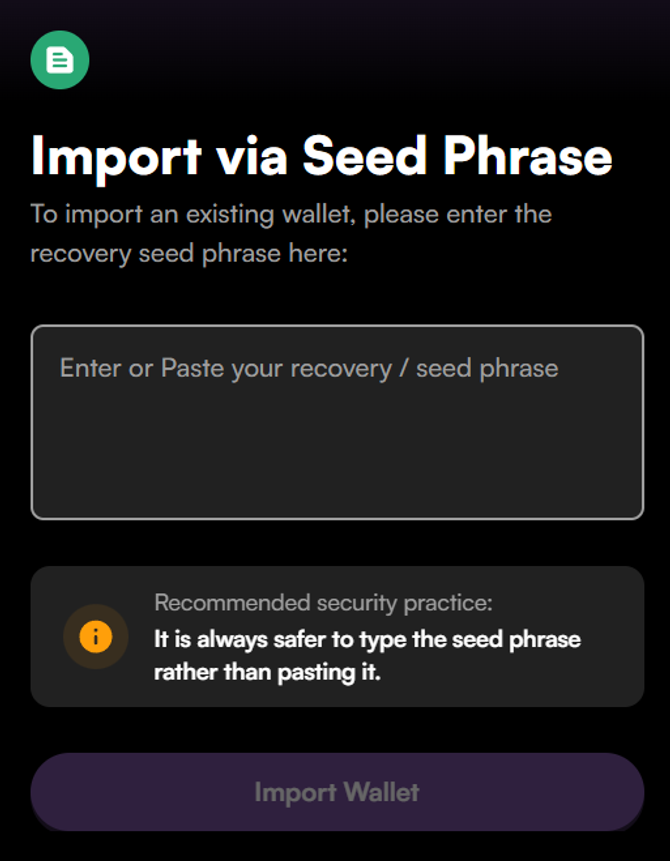 Import via Seed Phrase
To import an existing wallet, please enter the
recovery seed phrase here:
Enter or Paste your recovery / seed phrase
Recommended security practice:
It is always safer to type the seed phrase
rather than pasting it.
Import Wallet